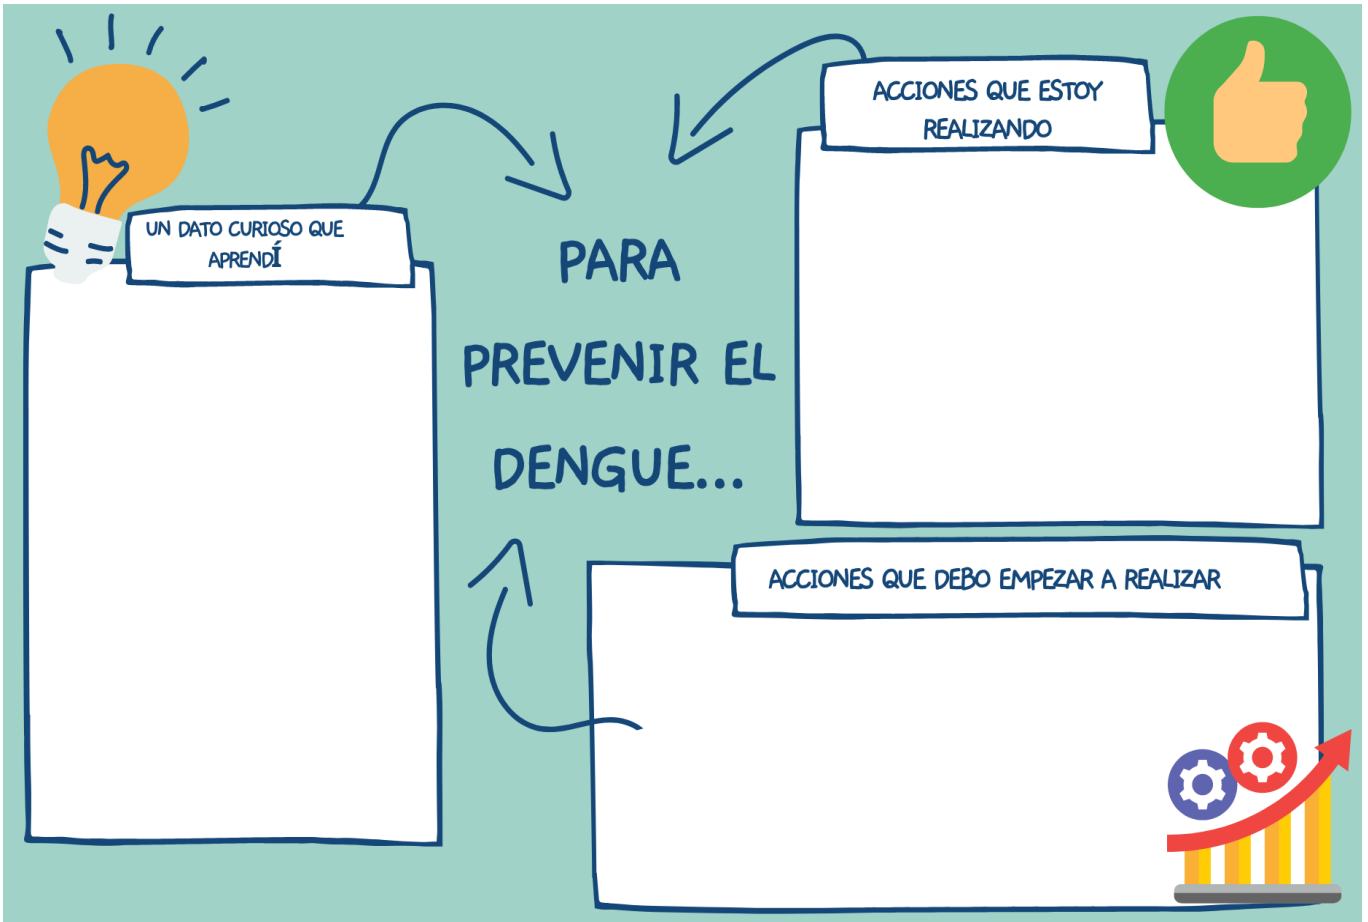 UN DATO CURIOSO QUE
APRENDÍ
PARA
PREVENIR EL
DENGUE...
ACCIONES QUE ESTOY
REALIZANDO
ACCIONES QUE DEBO EMPEZAR A REALIZAR